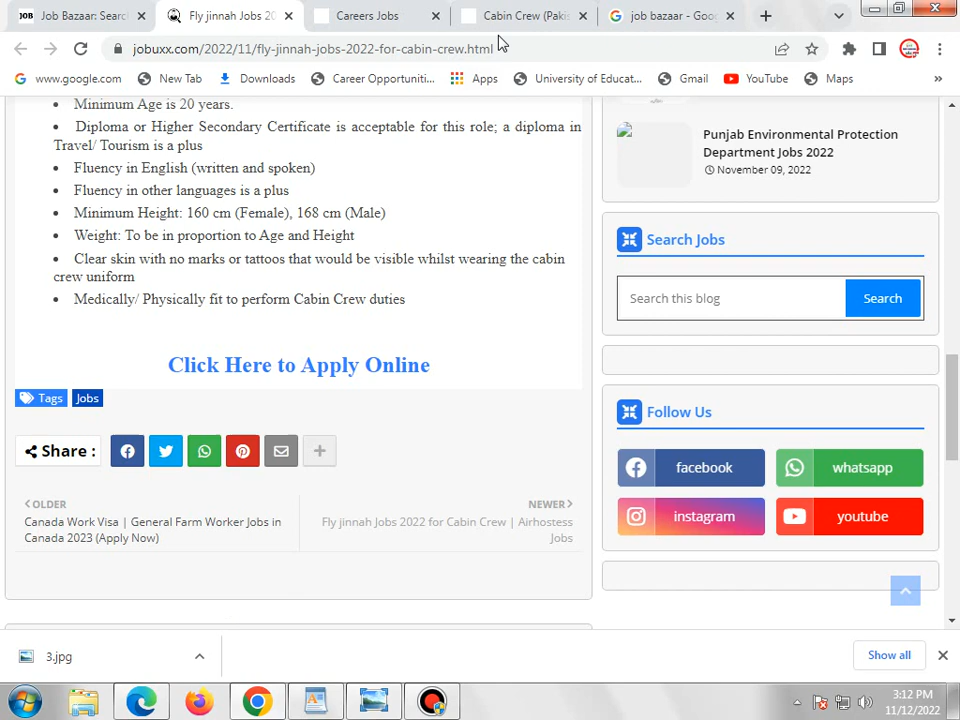 JOB Job Bazaar: Search
Fly jinnah Jobs 20
Careers Jobs
Cabin Crew (Pakis
job bazaar - Goog
jobuxx.com/2022/11/fly-jinnah-jobs-2022-for-cabin-crew.html
www.google.com
New Tab
Downloads
Career Opportuniti...
Apps
University of Educat...
Gmail
YouTube
Maps
»
• Minimum Age is 20 years.
• Diploma or Higher Secondary Certificate is acceptable for this role; a diploma in
Travel/ Tourism is a plus
• Fluency in English (written and spoken)
• Fluency in other languages is a plus
• Minimum Height: 160 cm (Female), 168 cm (Male)
• Weight: To be in proportion to Age and Height
• Clear skin with no marks or tattoos that would be visible whilst wearing the cabin
crew uniform
• Medically/ Physically fit to perform Cabin Crew duties
Click Here to Apply Online
Tags Jobs
Share :
OLDER
Canada Work Visa | General Farm Worker Jobs in
Canada 2023 (Apply Now)
NEWER
Fly jinnah Jobs 2022 for Cabin Crew | Airhostess
Jobs
Punjab Environmental Protection
Department Jobs 2022
November 09, 2022
Search Jobs
Search this blog
Search
Follow Us
facebook
whatsapp
instagram
youtube
3.jpg
Show all
3:12 PM
11/12/2022